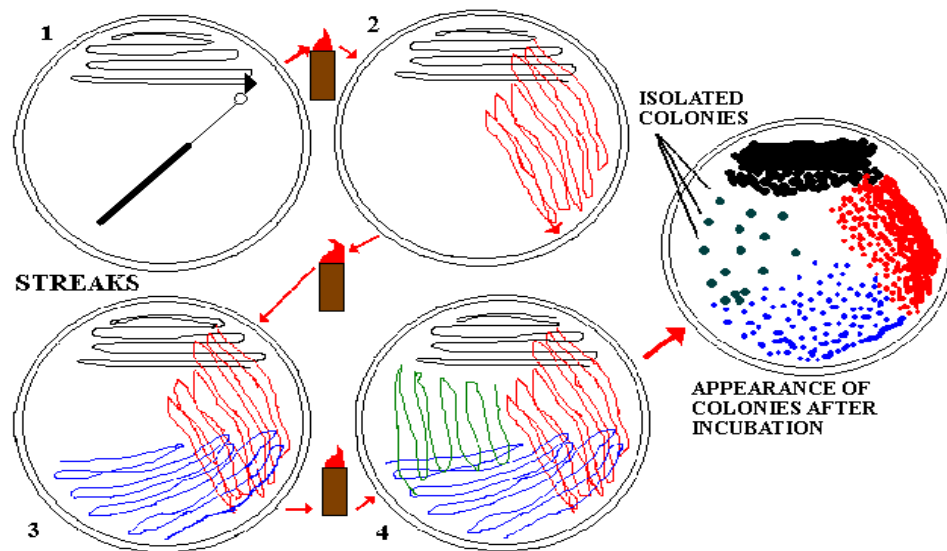 1
2
ISOLATED
COLONIES
STREAKS
APPEARANCE OF
COLONIES AFTER
INCUBATION
3
4